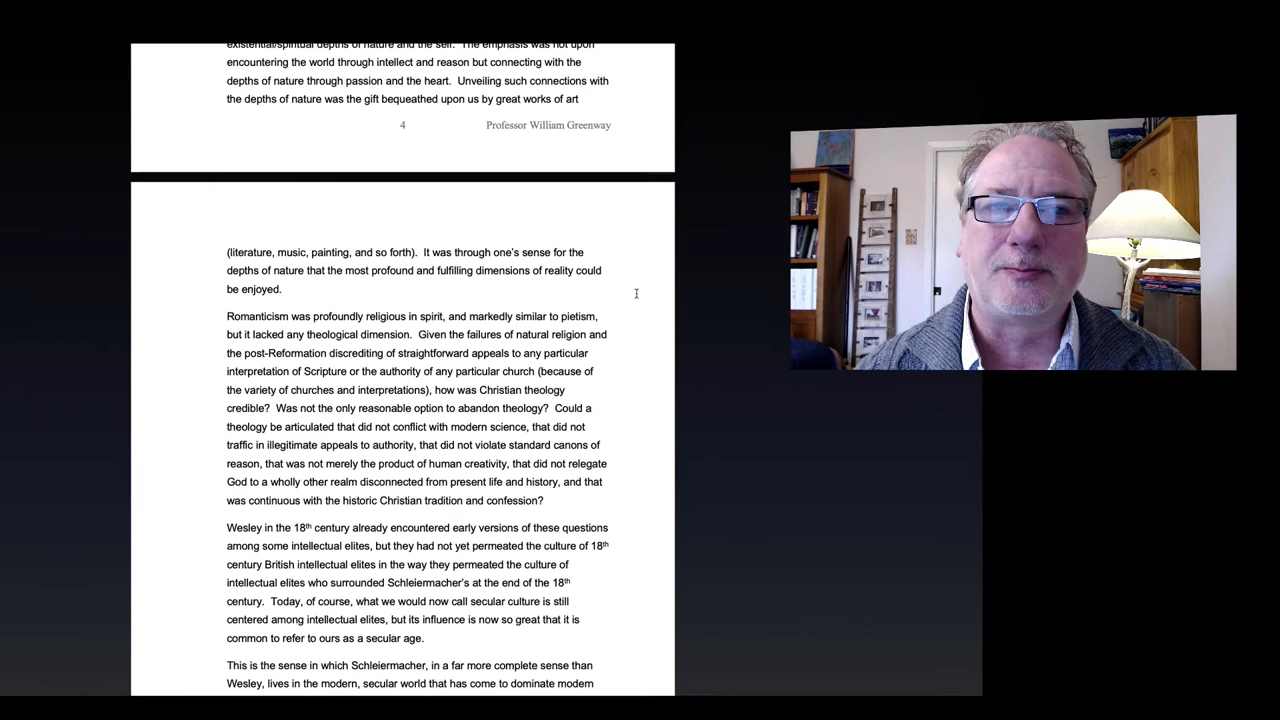 existential/spiritual depths of nature and the self.  The emphasis was not upon
encountering the world through intellect and reason but connecting with the
depths of nature through passion and the heart.  Unveiling such connections with
the depths of nature was the gift bequeathed upon us by great works of art
4 Professor William Greenway
(literature, music, painting, and so forth).  It was through one's sense for the
depths of nature that the most profound and fulfilling dimensions of reality could
be enjoyed.
Romanticism was profoundly religious in spirit, and markedly similar to pietism,
but it lacked any theological dimension.  Given the failures of natural religion and
the post-Reformation discrediting of straightforward appeals to any particular
interpretation of Scripture or the authority of any particular church (because of
the variety of churches and interpretations), how was Christian theology
credible?  Was not the only reasonable option to abandon theology?  Could a
theology be articulated that did not conflict with modern science, that did not
traffic in illegitimate appeals to authority, that did not violate standard canons of
reason, that was not merely the product of human creativity, that did not relegate
God to a wholly other realm disconnected from present life and history, and that
was continuous with the historic Christian tradition and confession?
Wesley in the 18th century already encountered early versions of these questions
among some intellectual elites, but they had not yet permeated the culture of 18th
century British intellectual elites in the way they permeated the culture of
intellectual elites who surrounded Schleiermacher's at the end of the 18th
century.  Today, of course, what we would now call secular culture is still
centered among intellectual elites, but its influence is now so great that it is
common to refer to ours as a secular age.
This is the sense in which Schleiermacher, in a far more complete sense than
Wesley, lives in the modern, secular world that has come to dominate modern